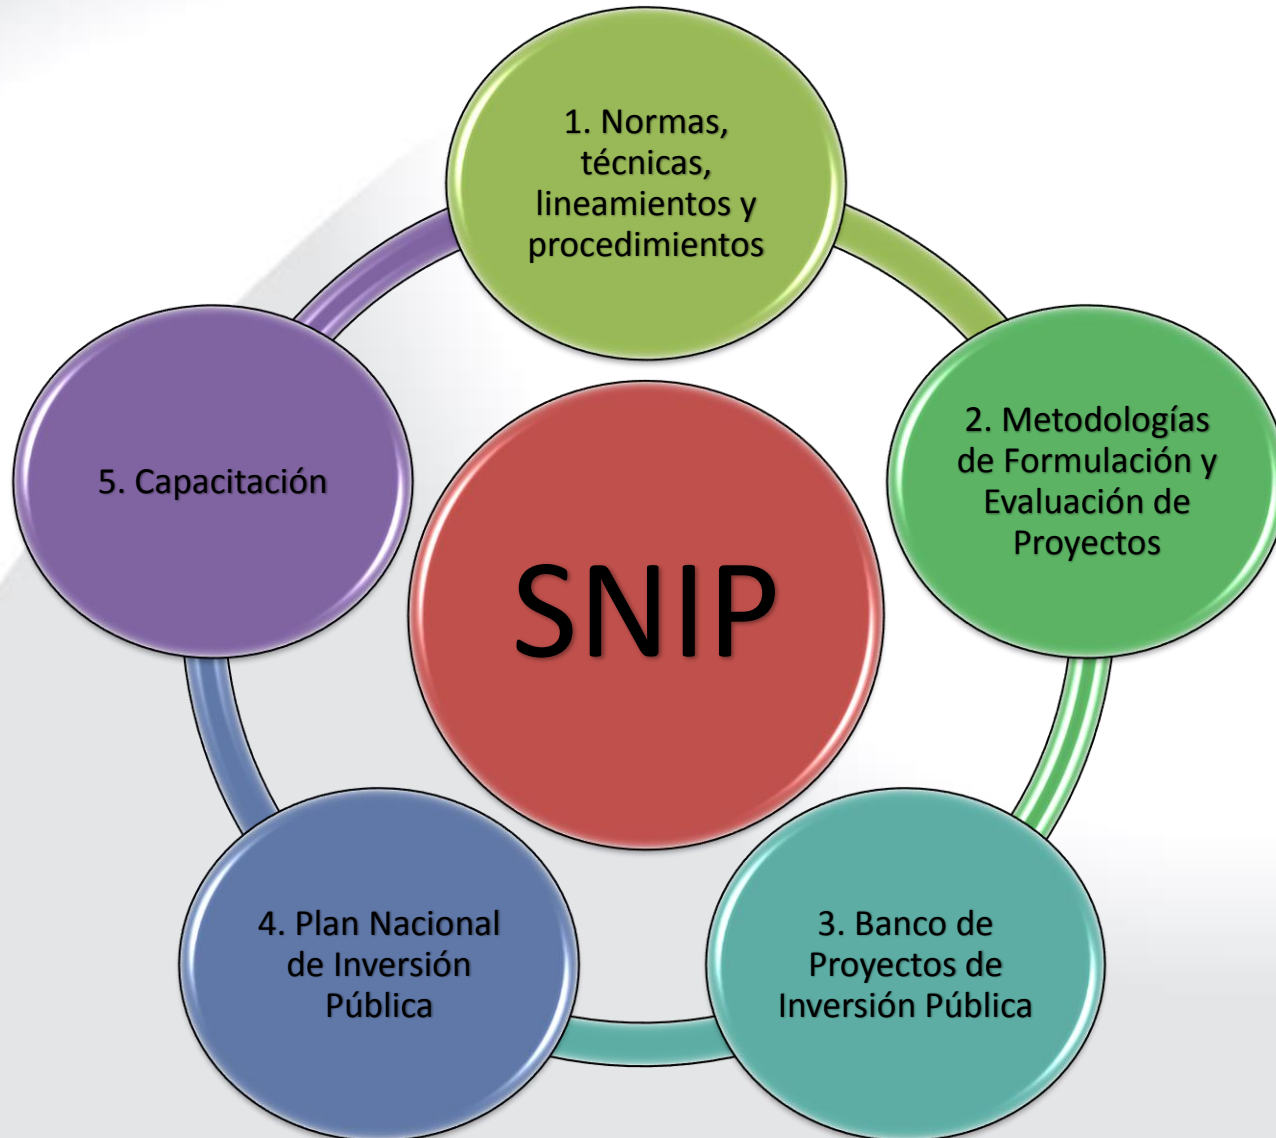 1. Normas,
técnicas,
lineamientos y
procedimientos
2. Metodologías
de Formulación y
Evaluación de
Proyectos
5. Capacitación
SNIP
4. Plan Nacional
de Inversión
Pública
3. Banco de
Proyectos de
Inversión Pública